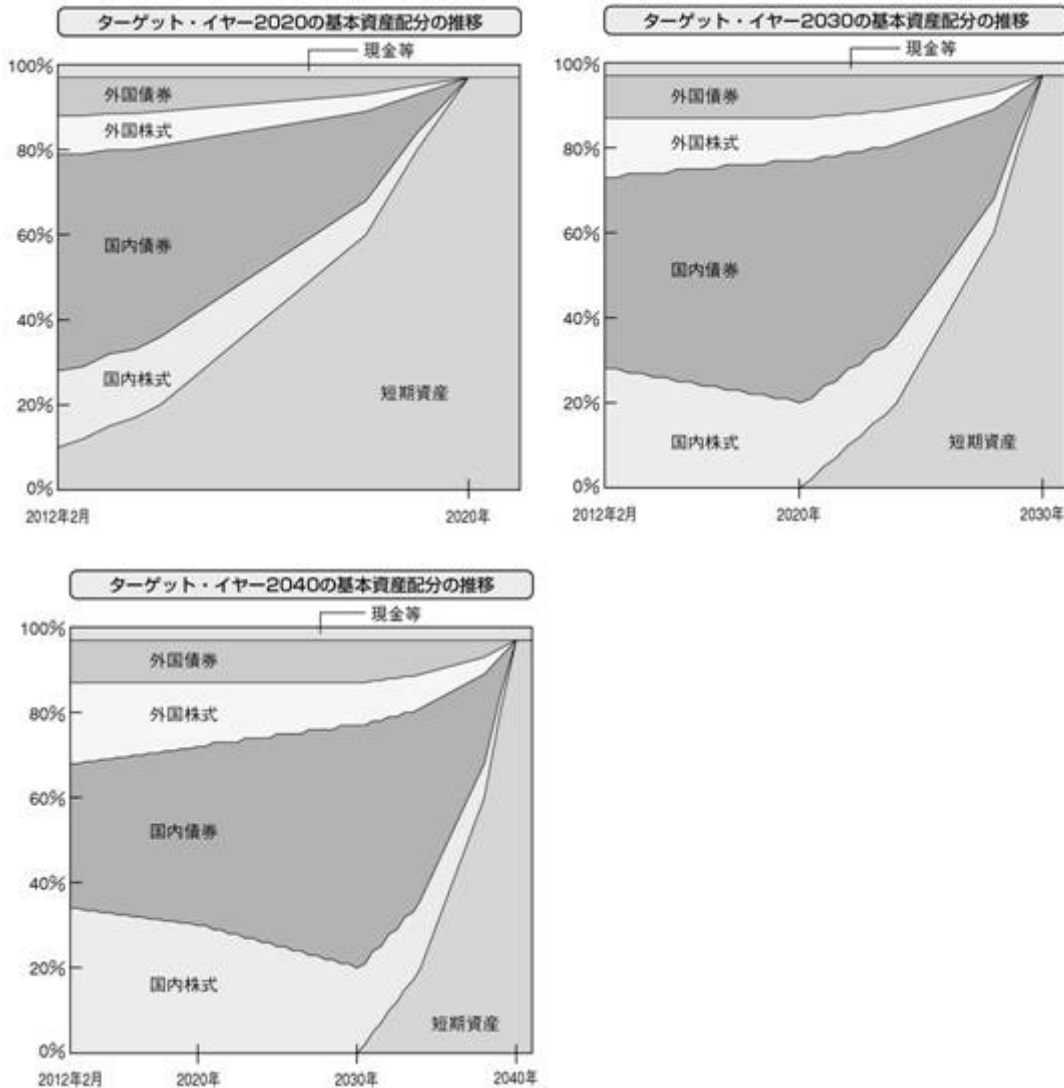 ターゲット・イヤー2020の基本資産配分の推移
現金等
100%
外国債券
外国株式
80%
国内債券
60%
40%
国内株式
短期資産
20%
0%
2012年2月
2020年
ターゲット・イヤー2030の基本資産配分の推移
現金等
100%
外国債券
外国株式
80%
国内債券
60%
40%
20%
国内株式
短期資産
0%
2012年2月
2020年
2030年
ターゲット・イヤー2040の基本資産配分の推移
現金等
100%
外国債券
外国株式
80%
60%
国内債券
40%
20%
国内株式
短期資産
0%
2012年2月
2020年
2030年
2040年